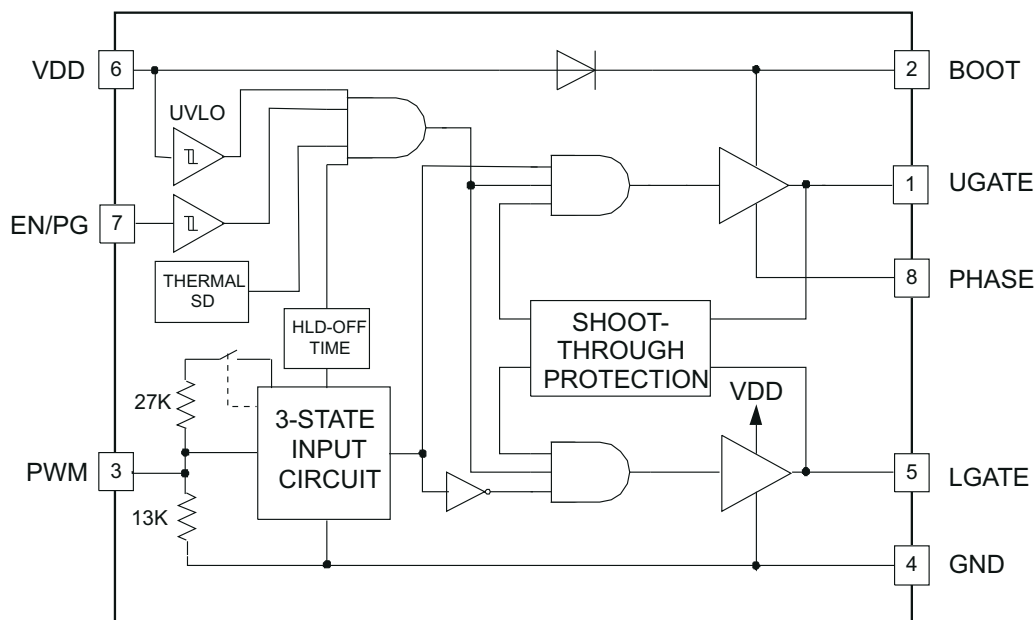 VDD
6
2
BOOT
UVLO
1
UGATE
EN/PG
7
THERMAL
SD
8
PHASE
HLD-OFF
TIME
SHOOT-
THROUGH
PROTECTION
VDD
27K
3-STATE
INPUT
CIRCUIT
PWM
3
5
LGATE
13K
4
GND